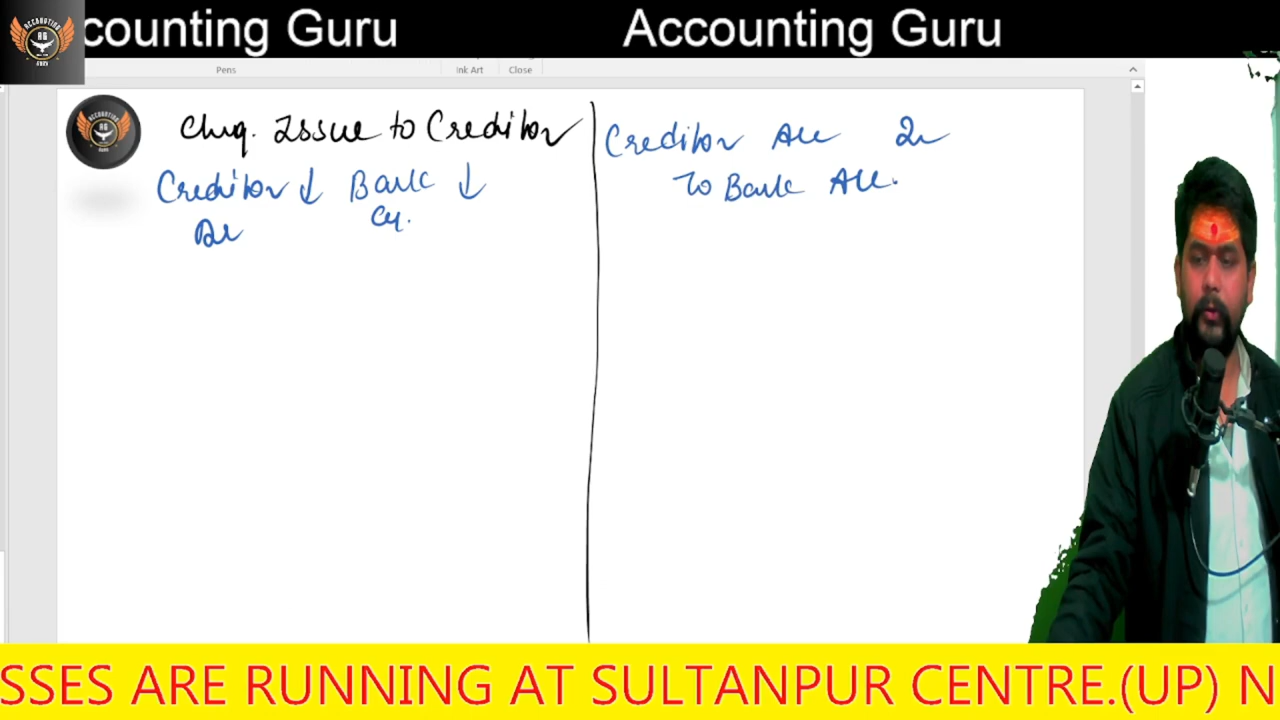 counting Guru
Accounting Guru
Pens
Ink Art
Close
Chuq. Issue to Creditor
Creditor ↓ Bank ↓
Dr
Cr.
Creditor A/c Dr
To Bank A/c.
SSES ARE RUNNING AT SULTANPUR CENTRE.(UP) N